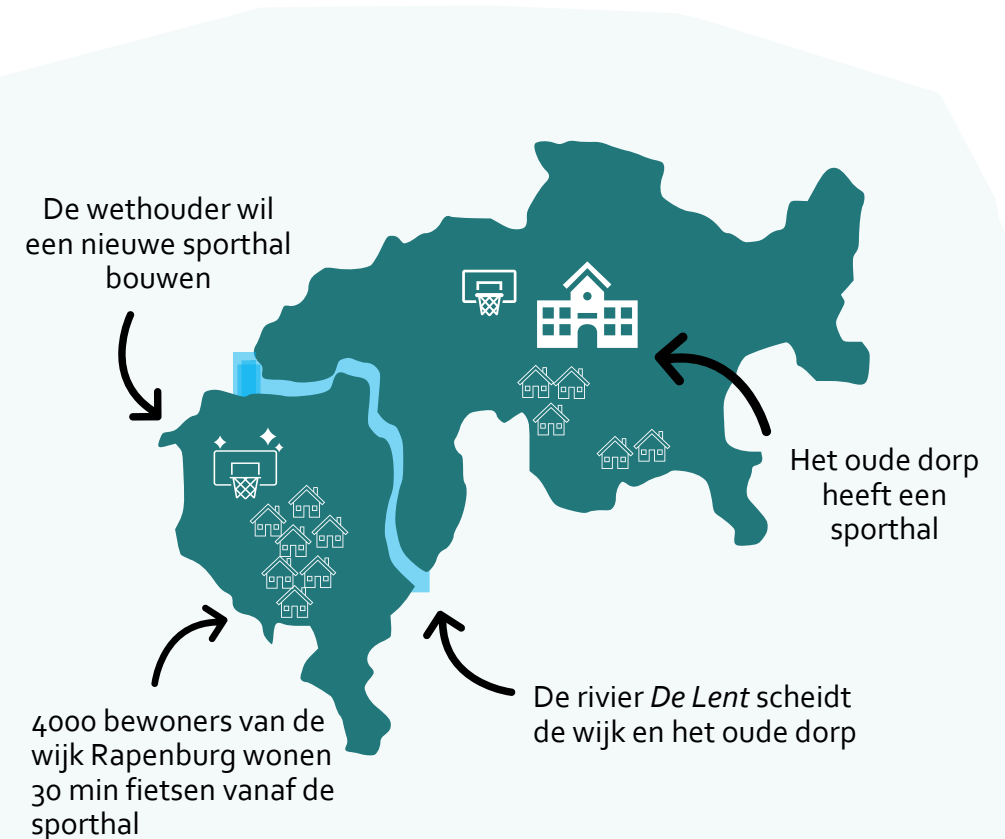 De wethouder wil
een nieuwe sporthal
bouwen
Het oude dorp
heeft een
sporthal
De rivier De Lent scheidt
de wijk en het oude dorp
4000 bewoners van de
wijk Rapenburg wonen
30 min fietsen vanaf de
sporthal